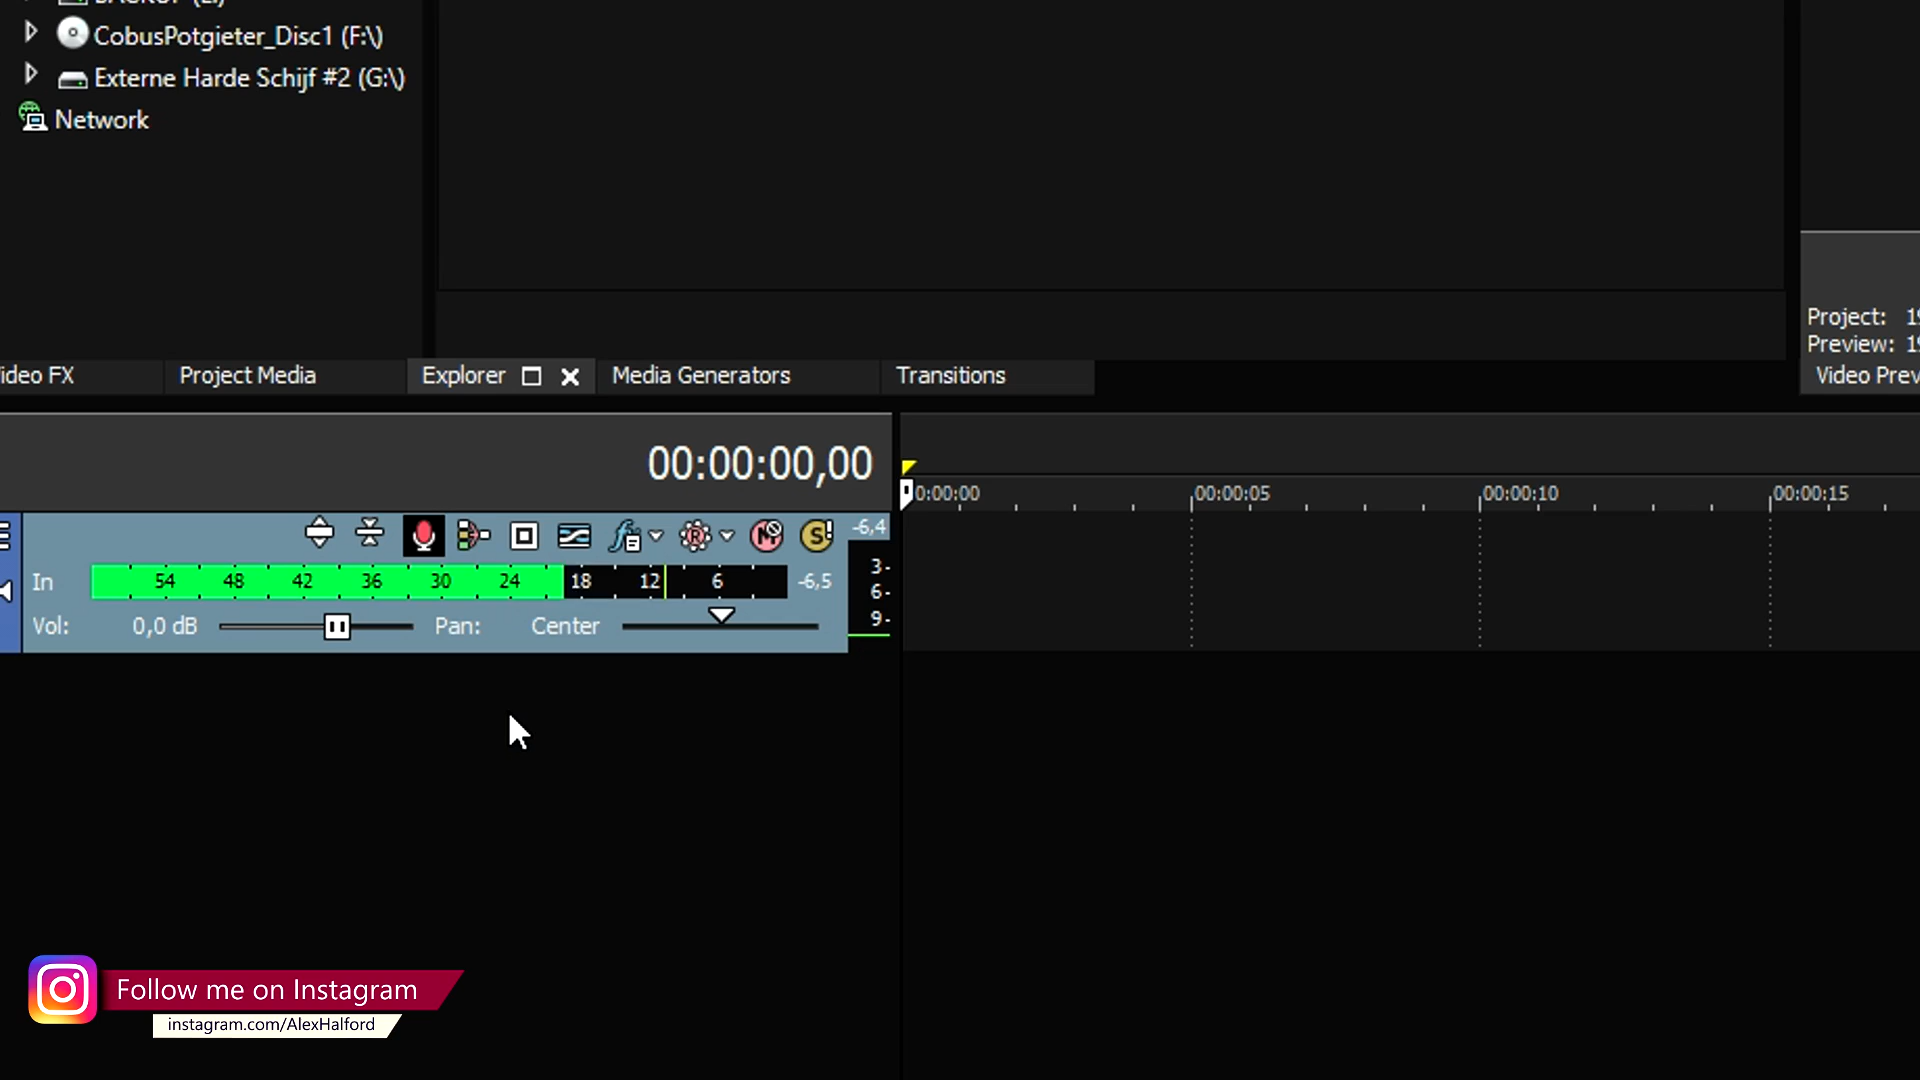 BACKUP (E:)
CobusPotgieter_Disc1 (F:\)
Externe Harde Schijf #2 (G:\)
Network
Project:
Preview:
ideo FX
Project Media
Explorer
Media Generators
Transitions
Video Prev
00:00:00,00
0:00:00
00:00:05
00:00:10
00:00:15
-6,4
In
54 48 42 36 30 24 18 12 6
-6,5
3-
6-
9-
Vol: 0,0 dB
Pan: Center
Follow me on Instagram
instagram.com/AlexHalford